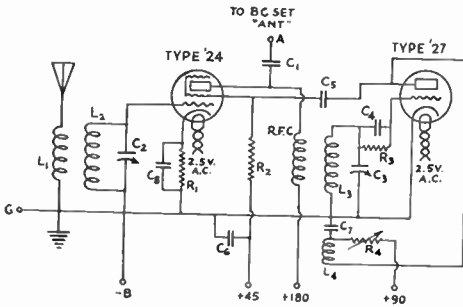 TO BC SET
"ANT"
A
TYPE '24
TYPE '27
C1
C5
L2
C2
C4
R.F.C.
L1
C8
R1
2.5V.
A.C.
R2
L3
R3
C3
2.5V.
A.C.
G
C6
C7
R4
L4
-B
+45
+180
+90